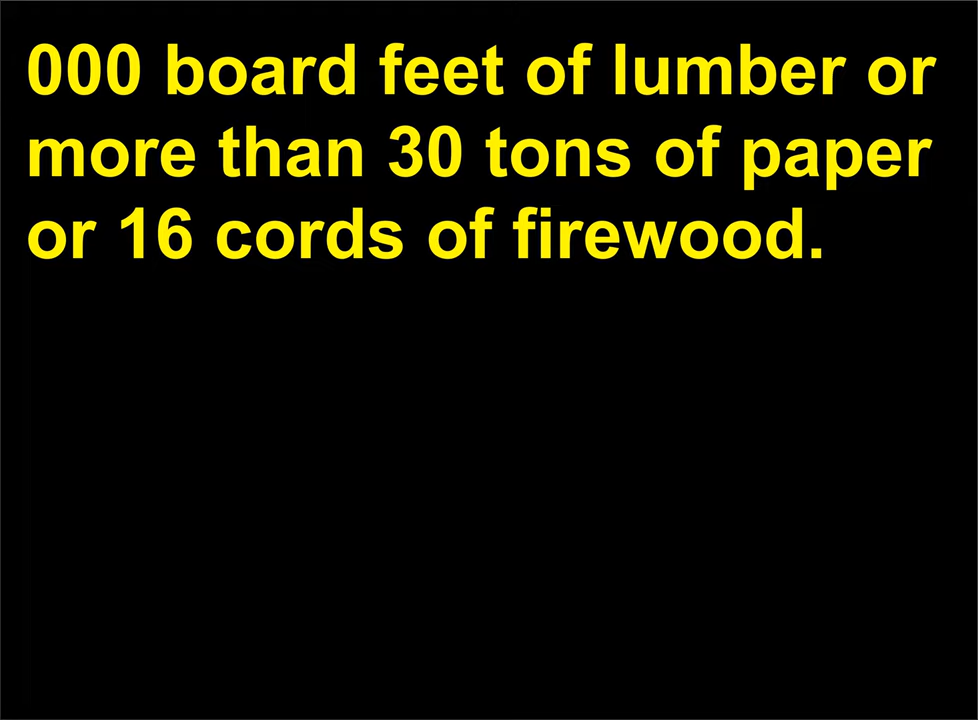 000 board feet of lumber or
more than 30 tons of paper
or 16 cords of firewood.